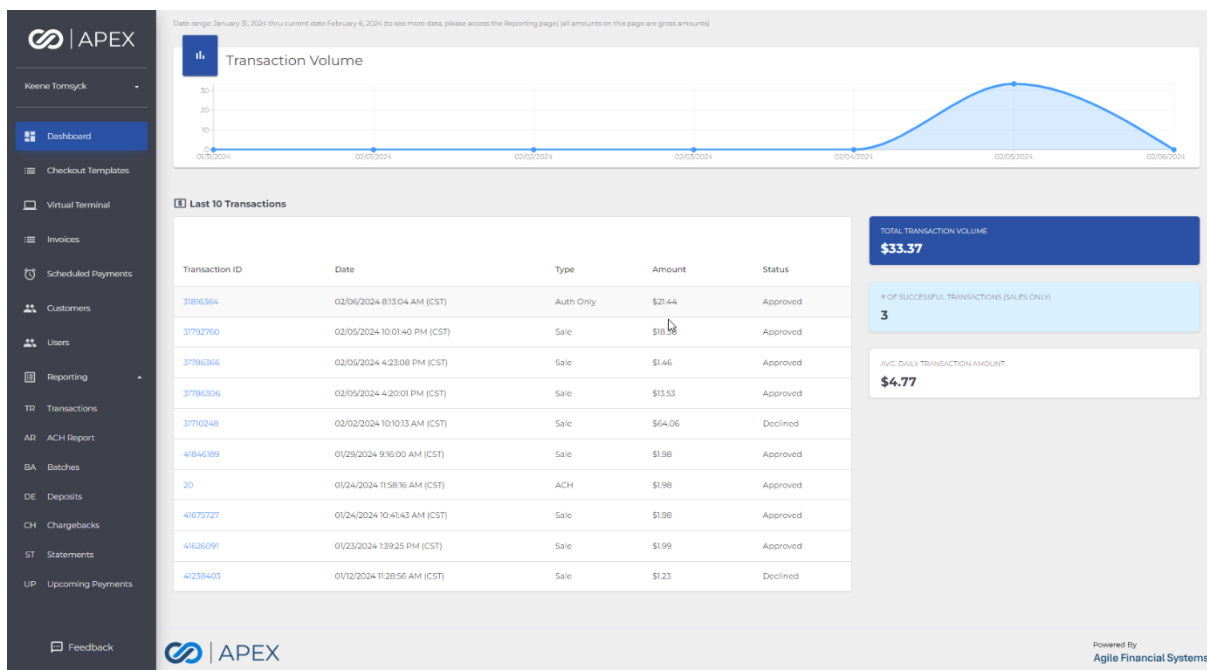 APEX
Keene Tomsyck
Dashboard
Checkout Templates
Virtual Terminal
Invoices
Scheduled Payments
Customers
Users
Reporting
TR Transactions
AR ACH Report
BA Batches
DE Deposits
CH Chargebacks
ST Statements
UP Upcoming Payments
Feedback
Date range: January 31, 2024 thru current date February 6, 2024 (to see more data, please access the Reporting page) (all amounts on this page are gross amounts)
Transaction Volume
30
20
10
0
01/31/2024 02/01/2024 02/02/2024 02/03/2024 02/04/2024 02/05/2024 02/06/2024
Last 10 Transactions
Transaction ID Date Type Amount Status
31816364 02/06/2024 8:13:04 AM (CST) Auth Only $21.44 Approved
31792760 02/05/2024 10:01:40 PM (CST) Sale Approved
31786366 02/05/2024 4:23:08 PM (CST) Sale $1.46 Approved
31786306 02/05/2024 4:20:01 PM (CST) Sale $13.53 Approved
31710248 02/02/2024 10:10:13 AM (CST) Sale $64.06 Declined
41846189 01/29/2024 9:16:00 AM (CST) Sale $1.98 Approved
20 01/24/2024 11:58:16 AM (CST) ACH $1.98 Approved
41675727 01/24/2024 10:41:43 AM (CST) Sale $1.98 Approved
41626091 01/23/2024 1:39:25 PM (CST) Sale $1.99 Approved
41238403 01/12/2024 11:28:56 AM (CST) Sale $1.23 Declined
TOTAL TRANSACTION VOLUME
$33.37
# OF SUCCESSFUL TRANSACTIONS (SALES ONLY)
3
AVG. DAILY TRANSACTION AMOUNT
$4.77
APEX
Powered By
Agile Financial Systems